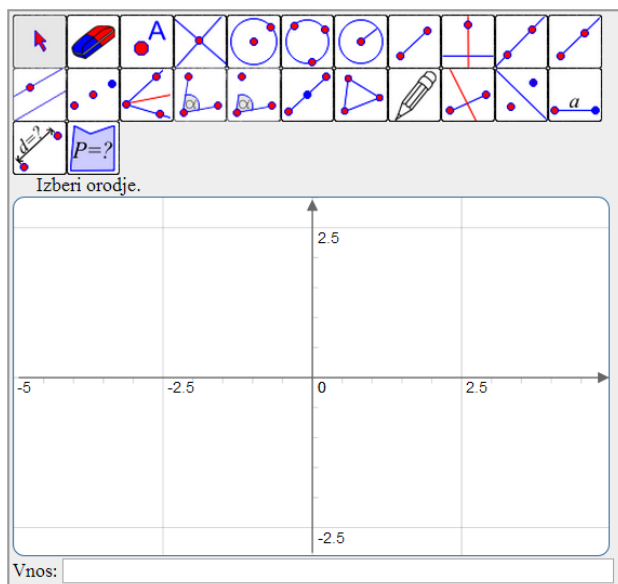 A
α α a
d=? P=?
Izberi orodje.
2.5
-5 -2.5 0 2.5
-2.5
Vnos: